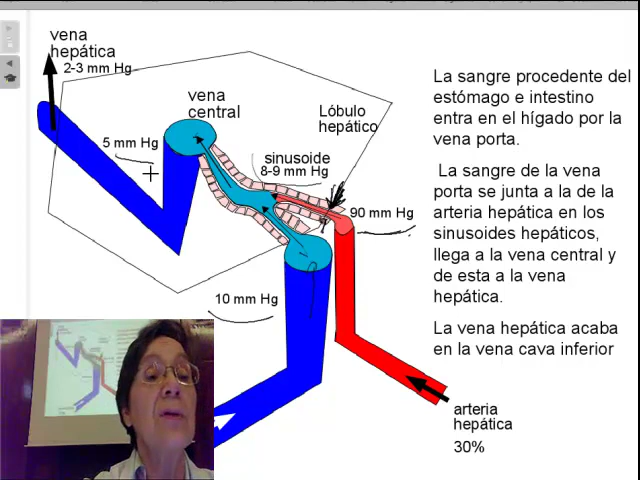 vena
hepática
2-3 mm Hg
vena
central
5 mm Hg
Lóbulo
hepático
sinusoide
8-9 mm Hg
90 mm Hg
10 mm Hg
arteria
hepática
30%
La sangre procedente del
estómago e intestino
entra en el hígado por la
vena porta.
La sangre de la vena
porta se junta a la de la
arteria hepática en los
sinusoides hepáticos,
llega a la vena central y
de esta a la vena
hepática.
La vena hepática acaba
en la vena cava inferior